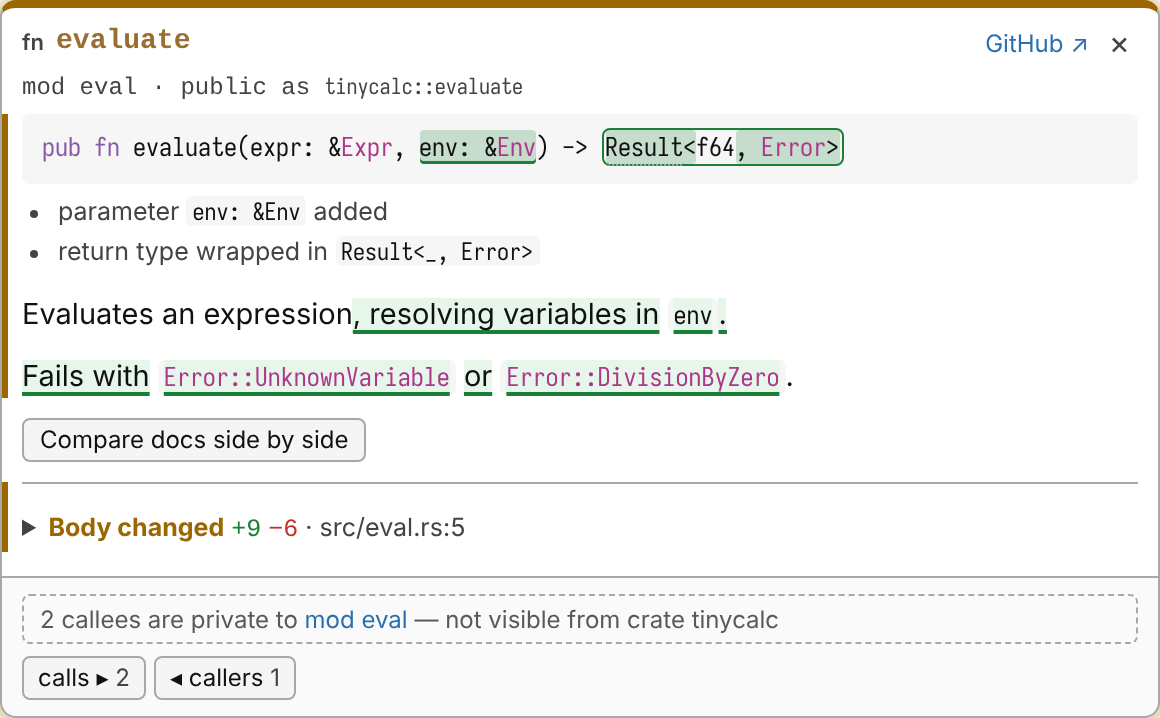 fn evaluate
GitHub ↗ ✕
mod eval · public as tinycalc::evaluate
pub fn evaluate(expr: &Expr, env: &Env) -> Result<f64, Error>
• parameter env: &Env added
• return type wrapped in Result<_, Error>
Evaluates an expression, resolving variables in env.
Fails with Error::UnknownVariable or Error::DivisionByZero.
Compare docs side by side
▶ Body changed +9 −6 · src/eval.rs:5
2 callees are private to mod eval — not visible from crate tinycalc
calls ▸ 2
◂ callers 1